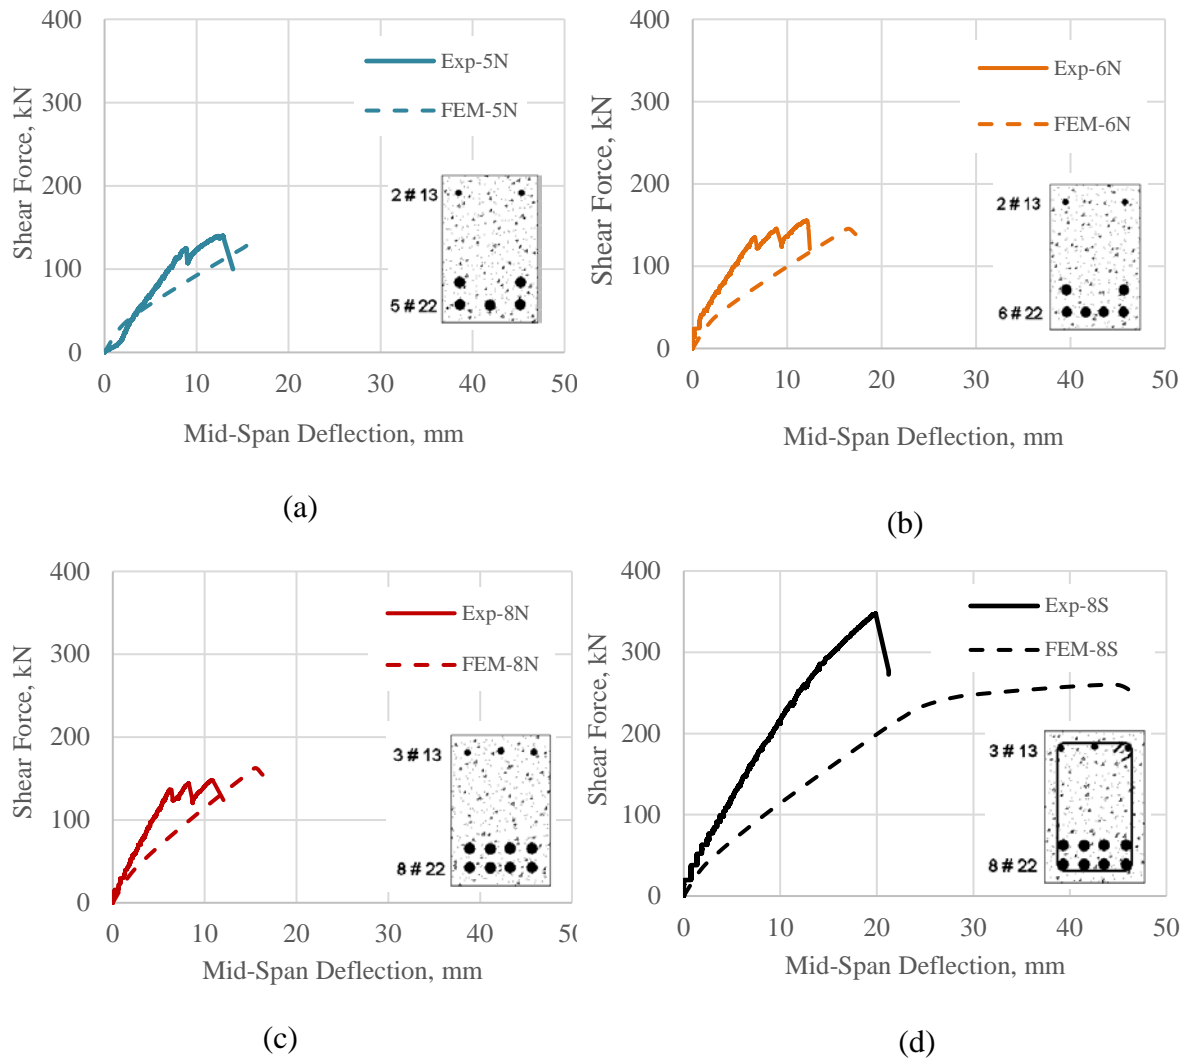 400
300
200
100
0
Shear Force, kN
Exp-5N
FEM-5N
2 # 13
5 # 22
0 10 20 30 40 50
Mid-Span Deflection, mm
(a)
400
300
200
100
0
Shear Force, kN
Exp-6N
FEM-6N
2 # 13
6 # 22
0 10 20 30 40 50
Mid-Span Deflection, mm
(b)
400
300
200
100
0
Shear Force, kN
Exp-8N
FEM-8N
3 # 13
8 # 22
0 10 20 30 40 50
Mid-Span Deflection, mm
(c)
400
300
200
100
0
Shear Force, kN
Exp-8S
FEM-8S
3 # 13
8 # 22
0 10 20 30 40 50
Mid-Span Deflection, mm
(d)